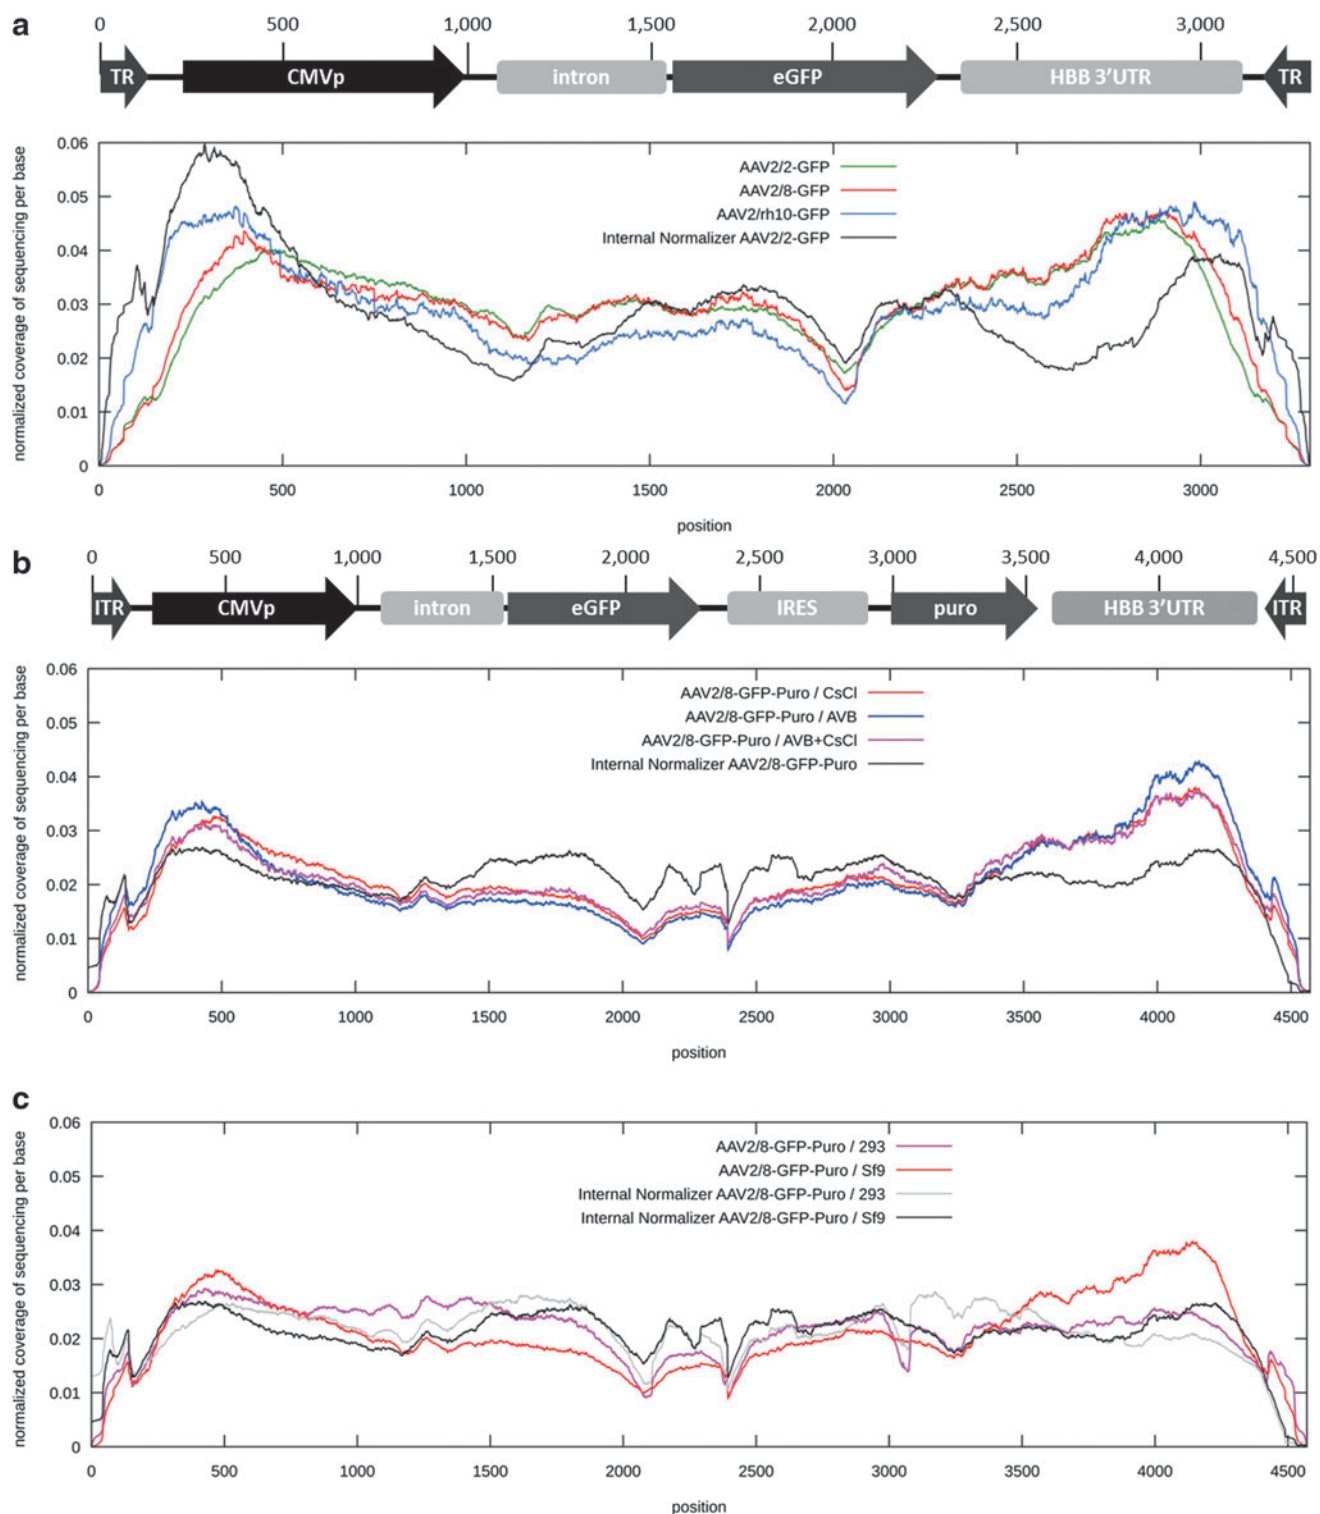 a
0 500 1,000 1,500 2,000 2,500 3,000
TR CMVp intron eGFP HBB 3'UTR TR
normalized coverage of sequencing per base
0.06
0.05
0.04
0.03
0.02
0.01
0
AAV2/2-GFP
AAV2/8-GFP
AAV2/rh10-GFP
Internal Normalizer AAV2/2-GFP
0 500 1000 1500 2000 2500 3000
position
b
0 500 1,000 1,500 2,000 2,500 3,000 3,500 4,000 4,500
ITR CMVp intron eGFP IRES puro HBB 3'UTR ITR
normalized coverage of sequencing per base
0.06
0.05
0.04
0.03
0.02
0.01
0
AAV2/8-GFP-Puro / CsCl
AAV2/8-GFP-Puro / AVB
AAV2/8-GFP-Puro / AVB+CsCl
Internal Normalizer AAV2/8-GFP-Puro
0 500 1000 1500 2000 2500 3000 3500 4000 4500
position
c
normalized coverage of sequencing per base
0.06
0.05
0.04
0.03
0.02
0.01
0
AAV2/8-GFP-Puro / 293
AAV2/8-GFP-Puro / Sf9
Internal Normalizer AAV2/8-GFP-Puro / 293
Internal Normalizer AAV2/8-GFP-Puro / Sf9
0 500 1000 1500 2000 2500 3000 3500 4000 4500
position